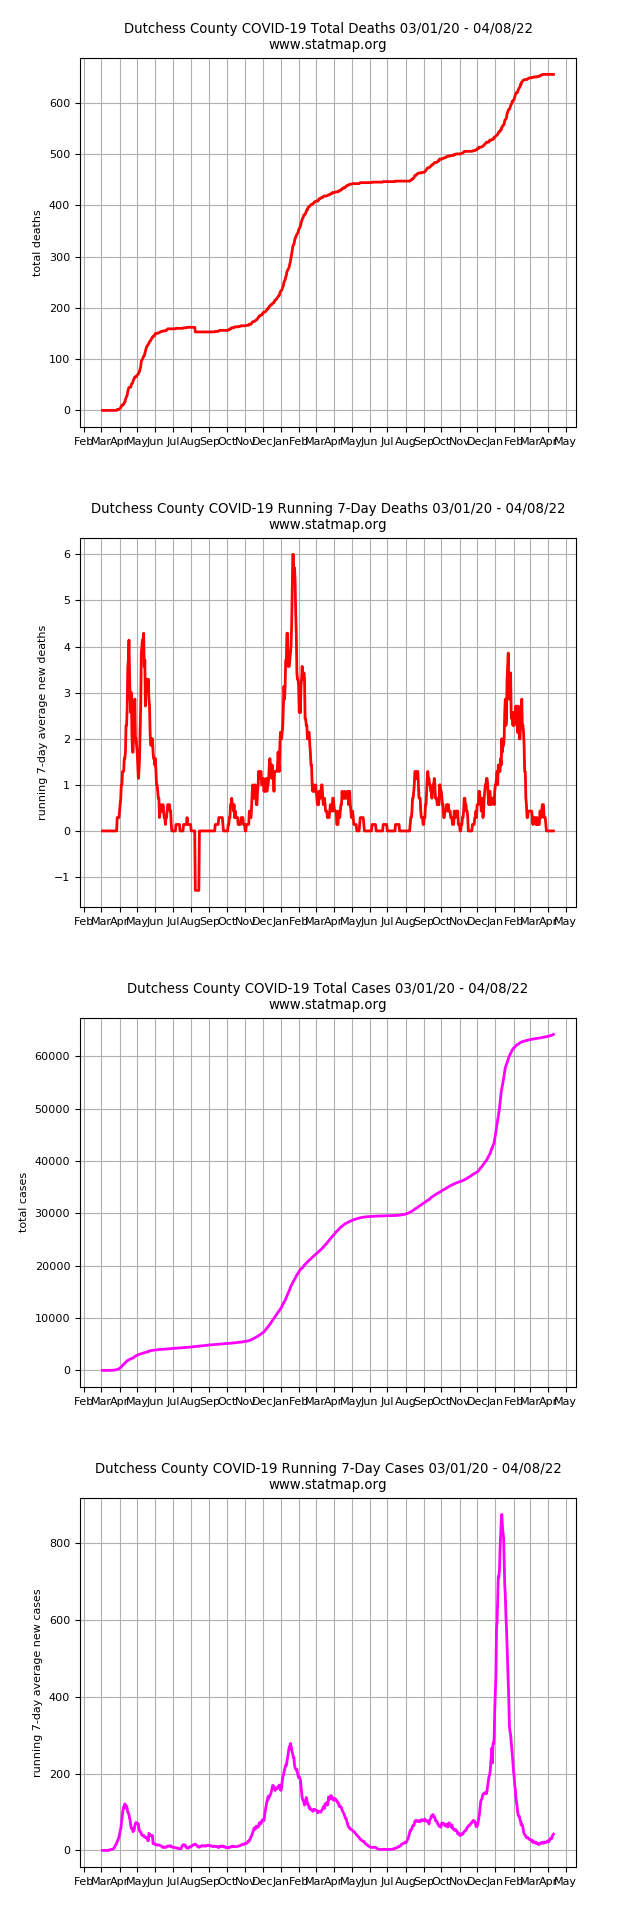 Dutchess County COVID-19 Total Deaths 03/01/20 - 04/08/22
www.statmap.org
600
500
400
300
200
100
0
total deaths
Feb Mar Apr May Jun Jul Aug Sep Oct Nov Dec Jan Feb Mar Apr May Jun Jul Aug Sep Oct Nov Dec Jan Feb Mar Apr May
Dutchess County COVID-19 Running 7-Day Deaths 03/01/20 - 04/08/22
www.statmap.org
6
5
4
3
2
1
0
−1
running 7-day average new deaths
Feb Mar Apr May Jun Jul Aug Sep Oct Nov Dec Jan Feb Mar Apr May Jun Jul Aug Sep Oct Nov Dec Jan Feb Mar Apr May
Dutchess County COVID-19 Total Cases 03/01/20 - 04/08/22
www.statmap.org
60000
50000
40000
30000
20000
10000
0
total cases
Feb Mar Apr May Jun Jul Aug Sep Oct Nov Dec Jan Feb Mar Apr May Jun Jul Aug Sep Oct Nov Dec Jan Feb Mar Apr May
Dutchess County COVID-19 Running 7-Day Cases 03/01/20 - 04/08/22
www.statmap.org
800
600
400
200
0
running 7-day average new cases
Feb Mar Apr May Jun Jul Aug Sep Oct Nov Dec Jan Feb Mar Apr May Jun Jul Aug Sep Oct Nov Dec Jan Feb Mar Apr May